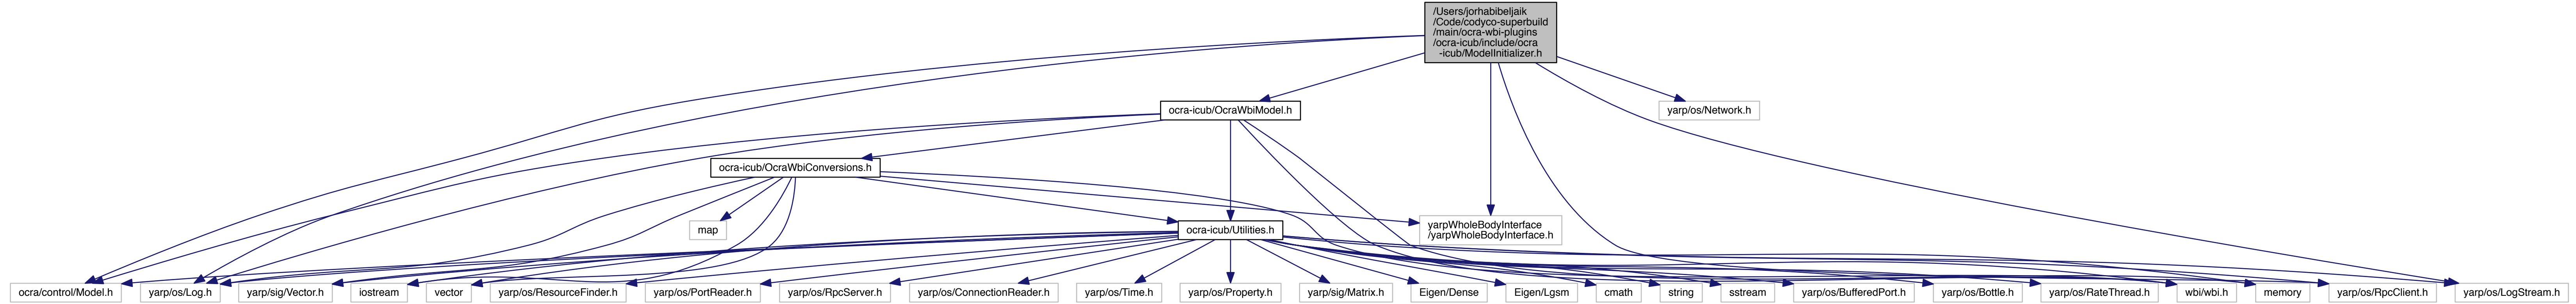 /Users/jorhabibeljaik
/Code/codyco-superbuild
/main/ocra-wbi-plugins
/ocra-icub/include/ocra
-icub/ModelInitializer.h
ocra-icub/OcraWbiModel.h
yarp/os/Network.h
ocra-icub/OcraWbiConversions.h
map
ocra-icub/Utilities.h
yarpWholeBodyInterface
/yarpWholeBodyInterface.h
ocra/control/Model.h
yarp/os/Log.h
yarp/sig/Vector.h
iostream
vector
yarp/os/ResourceFinder.h
yarp/os/PortReader.h
yarp/os/RpcServer.h
yarp/os/ConnectionReader.h
yarp/os/Time.h
yarp/os/Property.h
yarp/sig/Matrix.h
Eigen/Dense
Eigen/Lgsm
cmath
string
sstream
yarp/os/BufferedPort.h
yarp/os/Bottle.h
yarp/os/RateThread.h
wbi/wbi.h
memory
yarp/os/RpcClient.h
yarp/os/LogStream.h